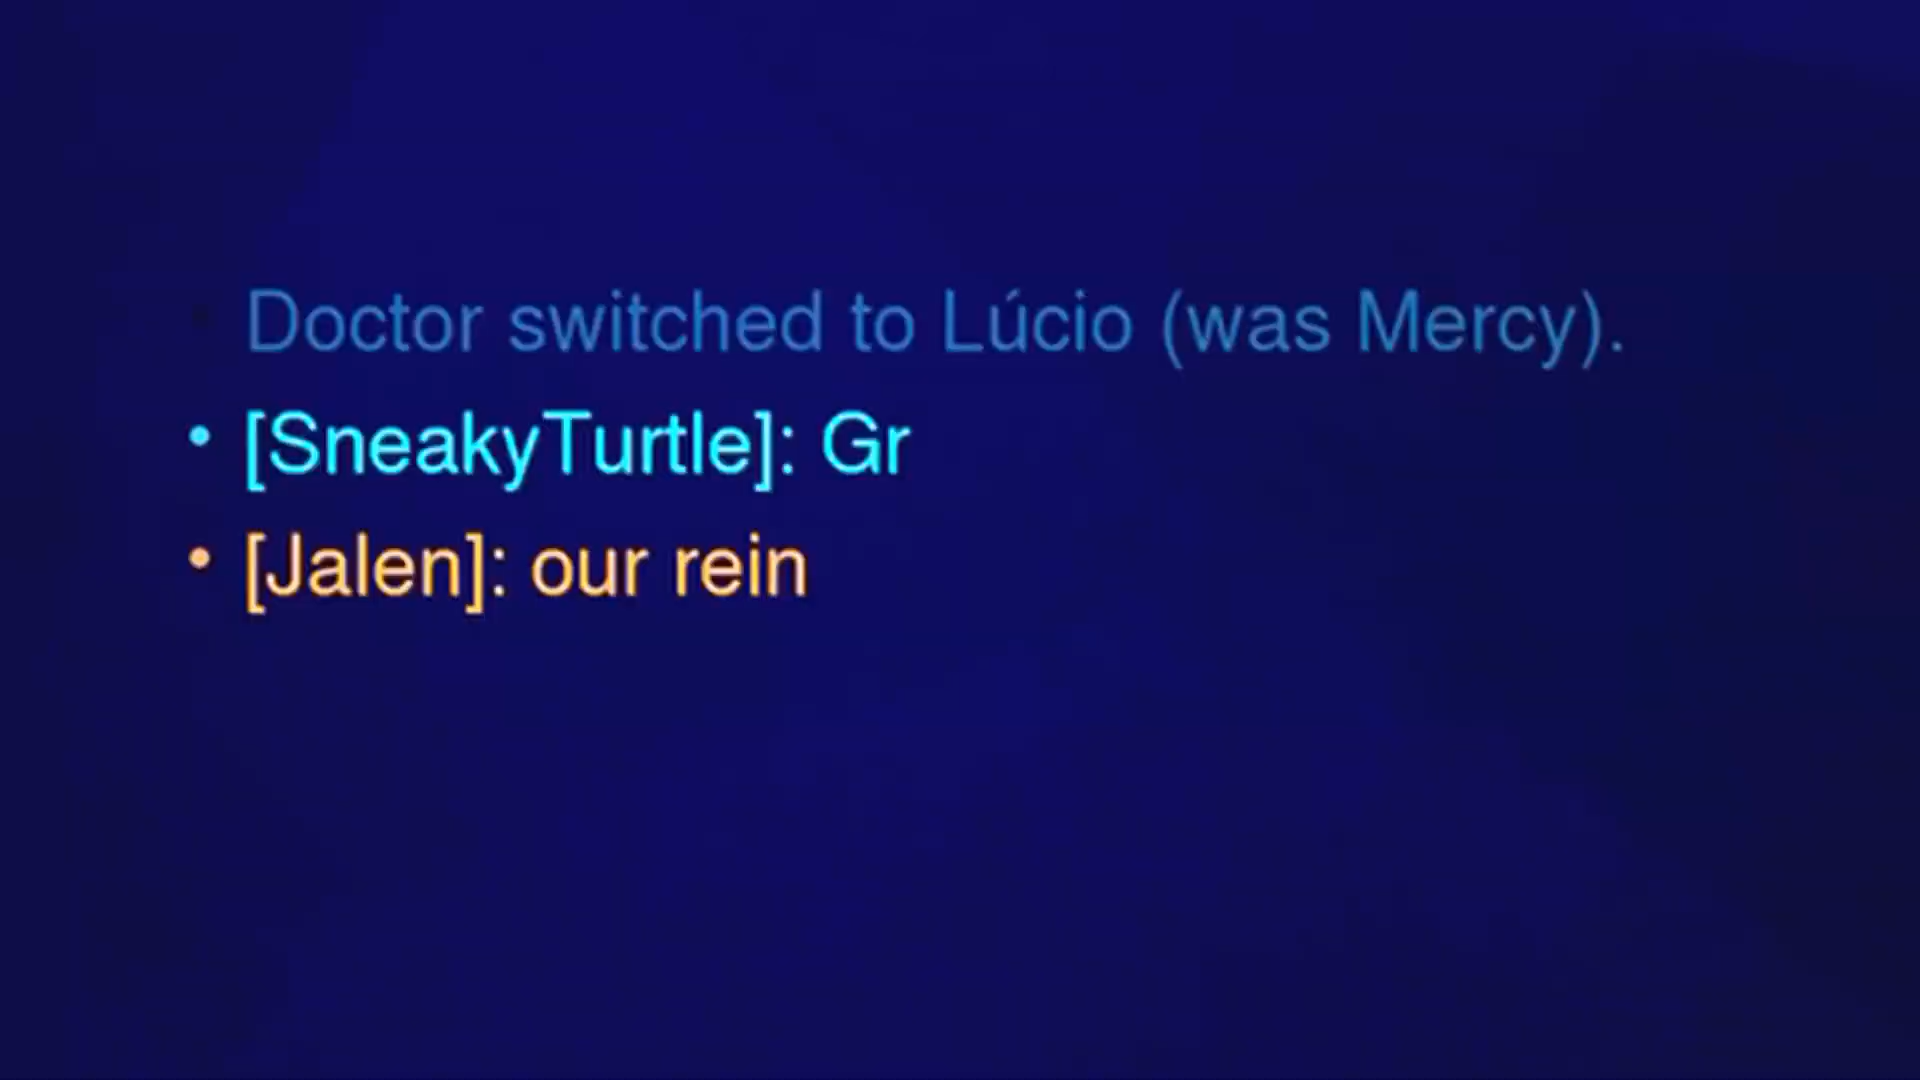 Doctor switched to Lúcio (was Mercy).
• [SneakyTurtle]: Gr
• [Jalen]: our rein